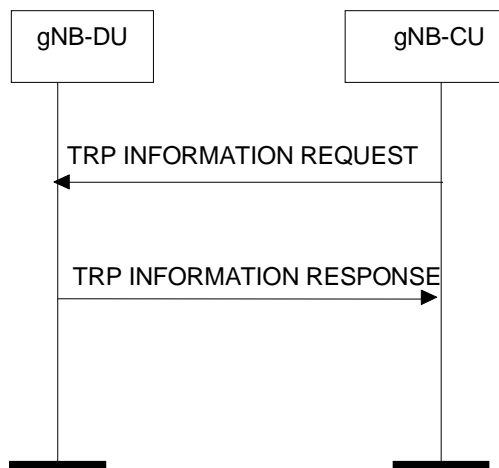 gNB-DU
gNB-CU
TRP INFORMATION REQUEST
TRP INFORMATION RESPONSE